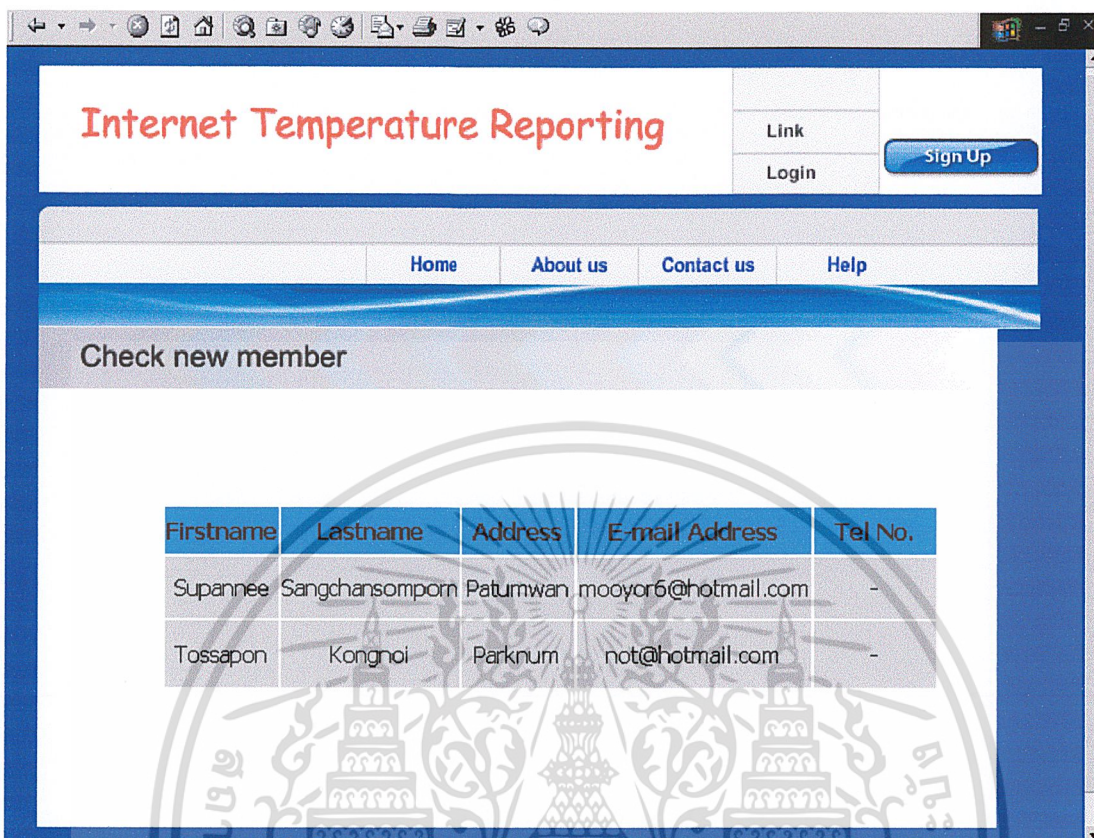 Internet Temperature Reporting
Link
Login
Sign Up
Home About us Contact us Help
Check new member
Firstname Lastname Address E-mail Address Tel No.
Supannee Sangchansomporn Patumwan mooyor6@hotmail.com -
Tossapon Kongnoi Parknum not@hotmail.com -